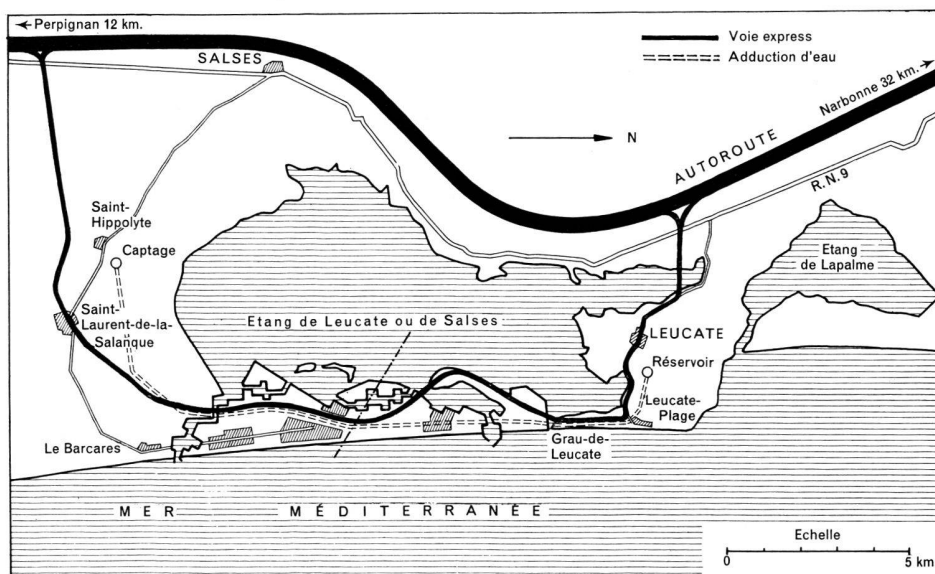 ← Perpignan 12 km.
SALSES
Voie express
Adduction d'eau
Narbonne 32 km. →
N
AUTOROUTE
R.N.9
Saint-
Hippolyte
Captage
Etang
de Lapalme
Saint-
Laurent-de-la-
Salanque
Etang de Leucate ou de Salses
LEUCATE
Réservoir
Leucate-
Plage
Le Barcares
Grau-de-
Leucate
MER MÉDITERRANÉE
Echelle
0 5 km